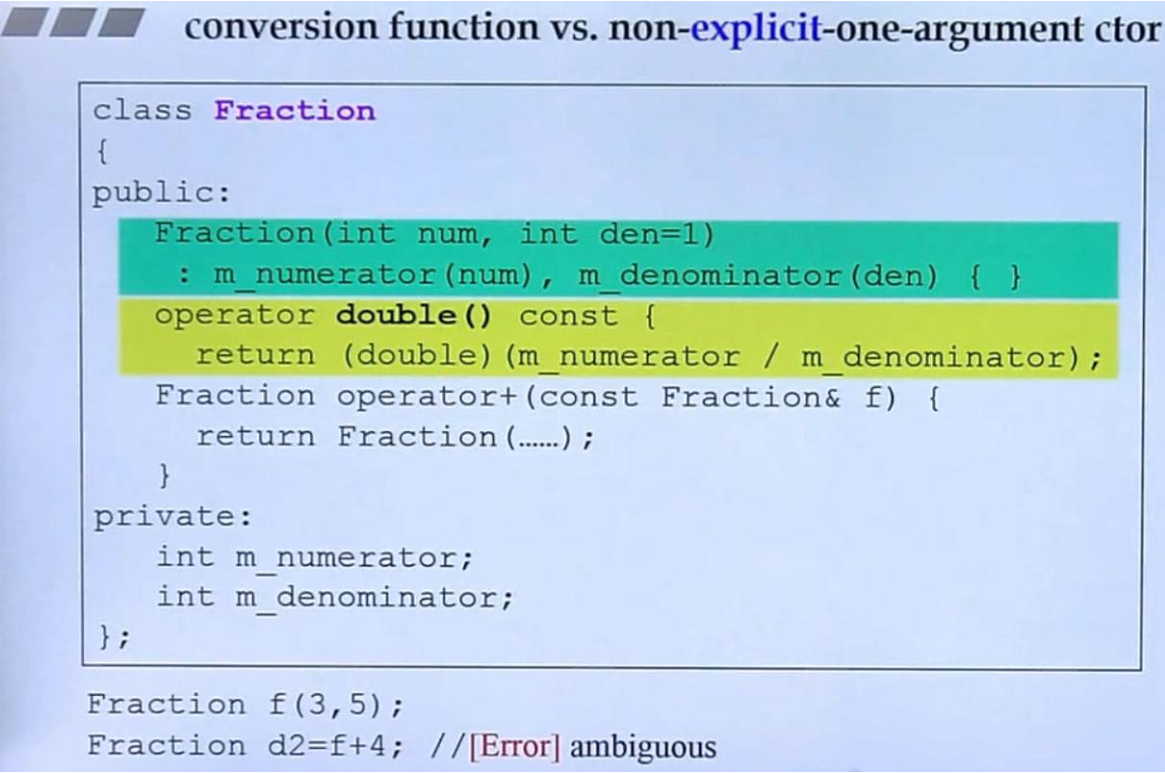 conversion function vs. non-explicit-one-argument ctor
class Fraction
{
public:
Fraction(int num, int den=1)
: m_numerator(num), m_denominator(den) { }
operator double() const {
return (double)(m_numerator / m_denominator);
Fraction operator+(const Fraction& f) {
return Fraction(......);
}
private:
int m_numerator;
int m_denominator;
};
Fraction f(3,5);
Fraction d2=f+4; //[Error] ambiguous